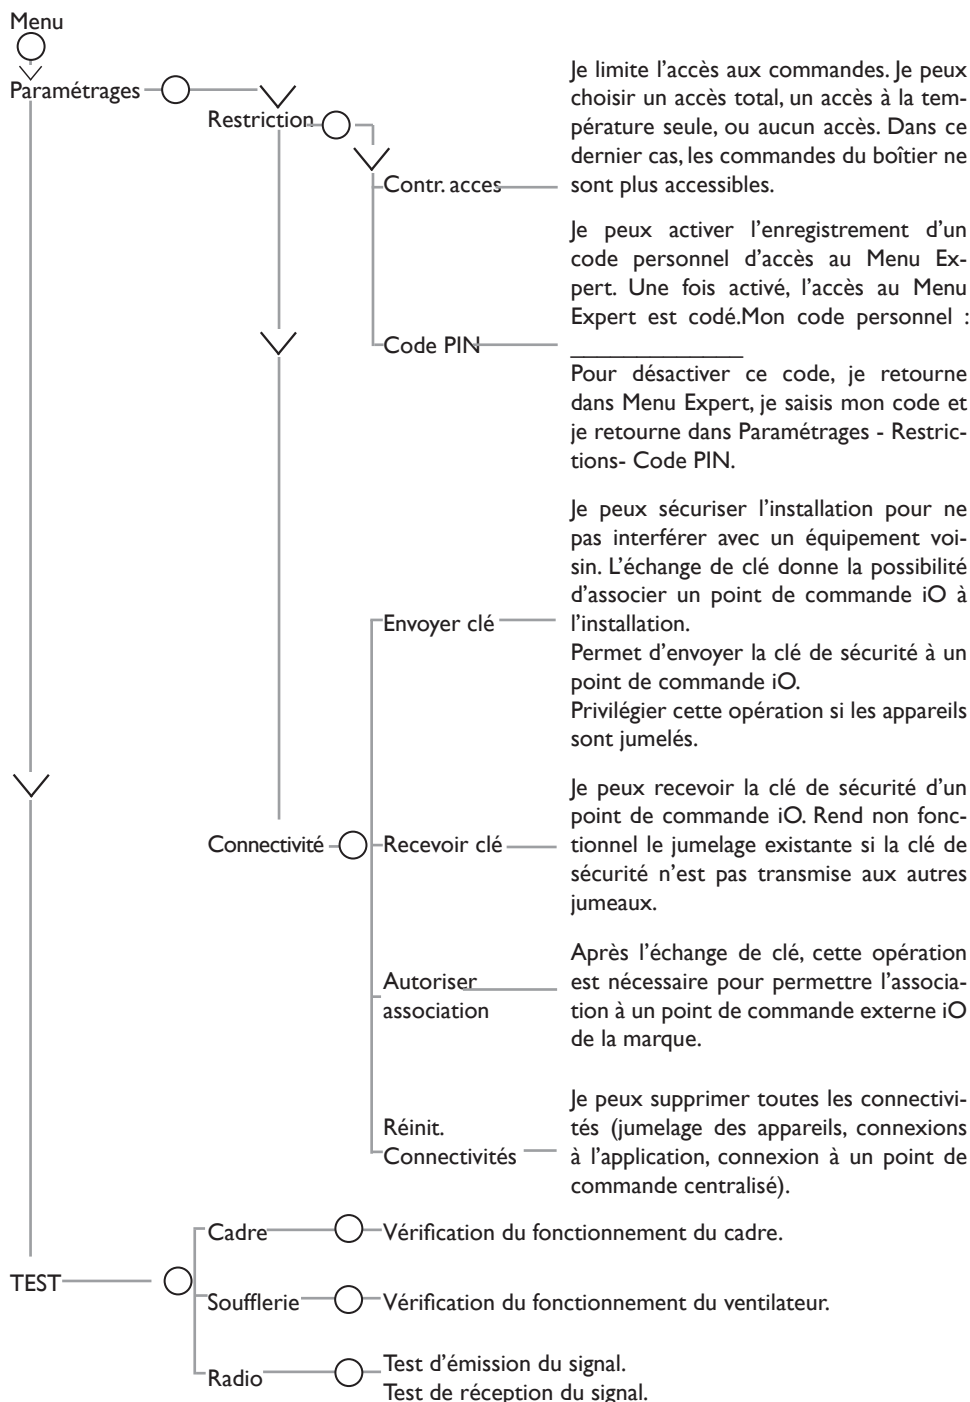 Menu
Paramétrages
Restriction
Contr. acces
Je limite l'accès aux commandes. Je peux
choisir un accès total, un accès à la tem-
pérature seule, ou aucun accès. Dans ce
dernier cas, les commandes du boîtier ne
sont plus accessibles.
Code PIN
Je peux activer l'enregistrement d'un
code personnel d'accès au Menu Ex-
pert. Une fois activé, l'accès au Menu
Expert est codé.Mon code personnel :
_____________
Pour désactiver ce code, je retourne
dans Menu Expert, je saisis mon code et
je retourne dans Paramétrages - Restric-
tions- Code PIN.
Connectivité
Envoyer clé
Je peux sécuriser l'installation pour ne
pas interférer avec un équipement voi-
sin. L'échange de clé donne la possibilité
d'associer un point de commande iO à
l'installation.
Permet d'envoyer la clé de sécurité à un
point de commande iO.
Privilégier cette opération si les appareils
sont jumelés.
Recevoir clé
Je peux recevoir la clé de sécurité d'un
point de commande iO. Rend non fonc-
tionnel le jumelage existante si la clé de
sécurité n'est pas transmise aux autres
jumeaux.
Autoriser
association
Après l'échange de clé, cette opération
est nécessaire pour permettre l'associa-
tion à un point de commande externe iO
de la marque.
Réinit.
Connectivités
Je peux supprimer toutes les connectivi-
tés (jumelage des appareils, connexions
à l'application, connexion à un point de
commande centralisé).
TEST
Cadre
Vérification du fonctionnement du cadre.
Soufflerie
Vérification du fonctionnement du ventilateur.
Radio
Test d'émission du signal.
Test de réception du signal.